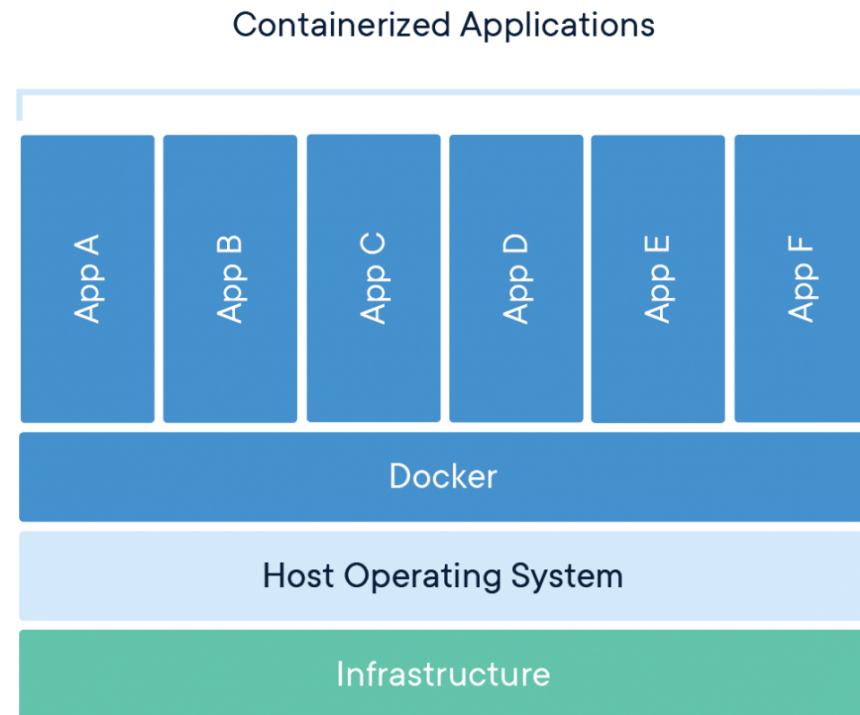 Containerized Applications
App A
App B
App C
App D
App E
App F
Docker
Host Operating System
Infrastructure